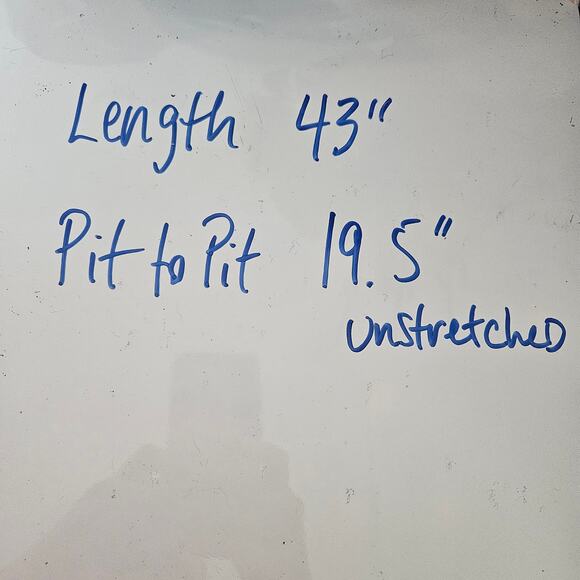 Length 43"
Pit to Pit 19.5"
unstretched